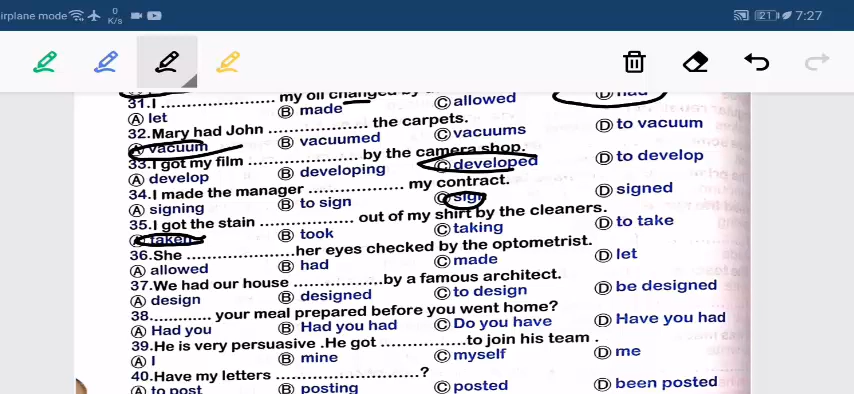 irplane mode 0 K/s 21 7:27
31.I .................. my oil changed by
Ⓐ let Ⓑ made Ⓒ allowed Ⓓ had
32.Mary had John .................. the carpets.
Ⓐ vacuum Ⓑ vacuumed Ⓒ vacuums Ⓓ to vacuum
33.I got my film .................. by the camera shop.
Ⓐ develop Ⓑ developing Ⓒ developed Ⓓ to develop
34.I made the manager .................. my contract.
Ⓐ signing Ⓑ to sign Ⓒ sign Ⓓ signed
35.I got the stain .................. out of my shirt by the cleaners.
Ⓐ taken Ⓑ took Ⓒ taking Ⓓ to take
36.She ....................her eyes checked by the optometrist.
Ⓐ allowed Ⓑ had Ⓒ made Ⓓ let
37.We had our house .................by a famous architect.
Ⓐ design Ⓑ designed Ⓒ to design Ⓓ be designed
38............. your meal prepared before you went home?
Ⓐ Had you Ⓑ Had you had Ⓒ Do you have Ⓓ Have you had
39.He is very persuasive .He got ................to join his team .
Ⓐ I Ⓑ mine Ⓒ myself Ⓓ me
40.Have my letters ...........................?
Ⓐ to post Ⓑ posting Ⓒ posted Ⓓ been posted